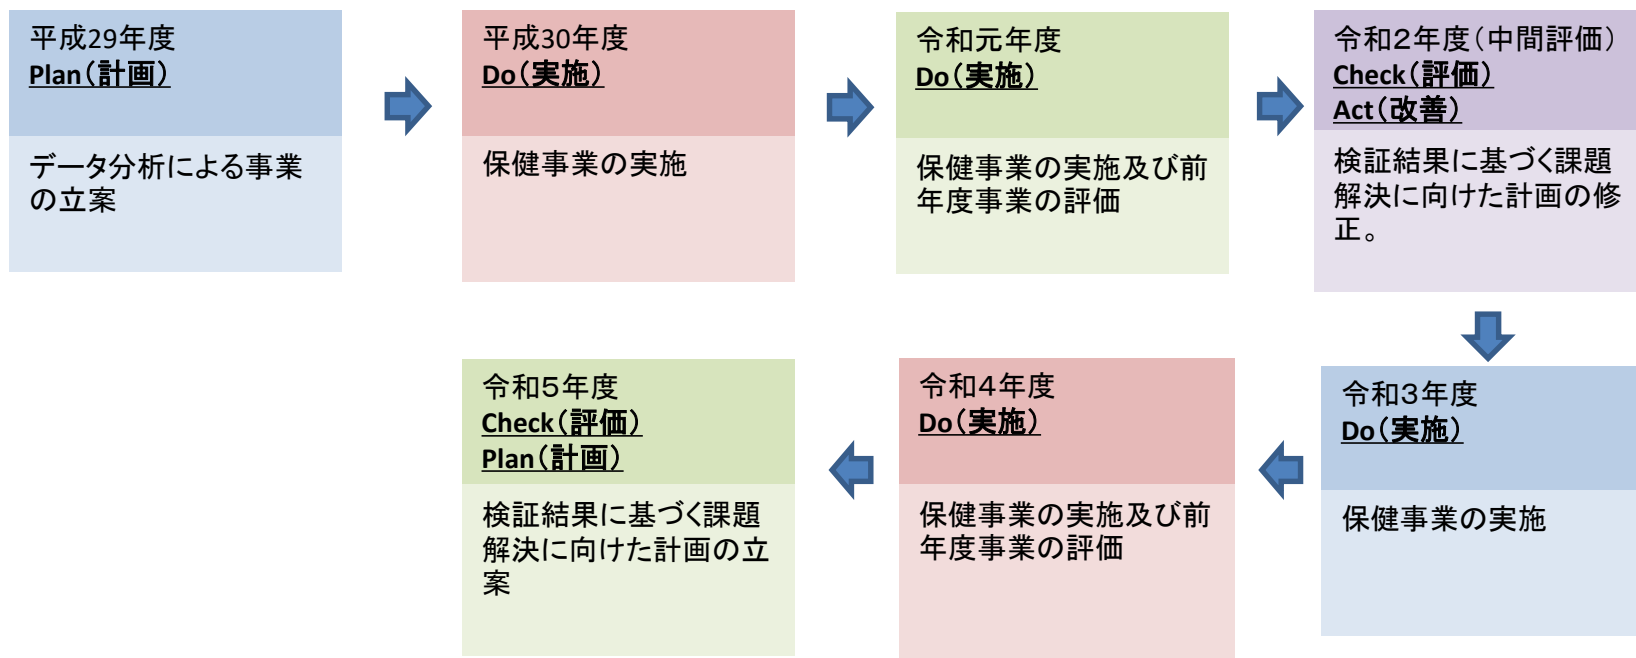 平成29年度
Plan（計画）
データ分析による事業
の立案
平成30年度
Do（実施）
保健事業の実施
令和元年度
Do（実施）
保健事業の実施及び前
年度事業の評価
令和２年度（中間評価）
Check（評価）
Act（改善）
検証結果に基づく課題
解決に向けた計画の修
正。
令和３年度
Do（実施）
保健事業の実施
令和４年度
Do（実施）
保健事業の実施及び前
年度事業の評価
令和５年度
Check（評価）
Plan（計画）
検証結果に基づく課題
解決に向けた計画の立
案